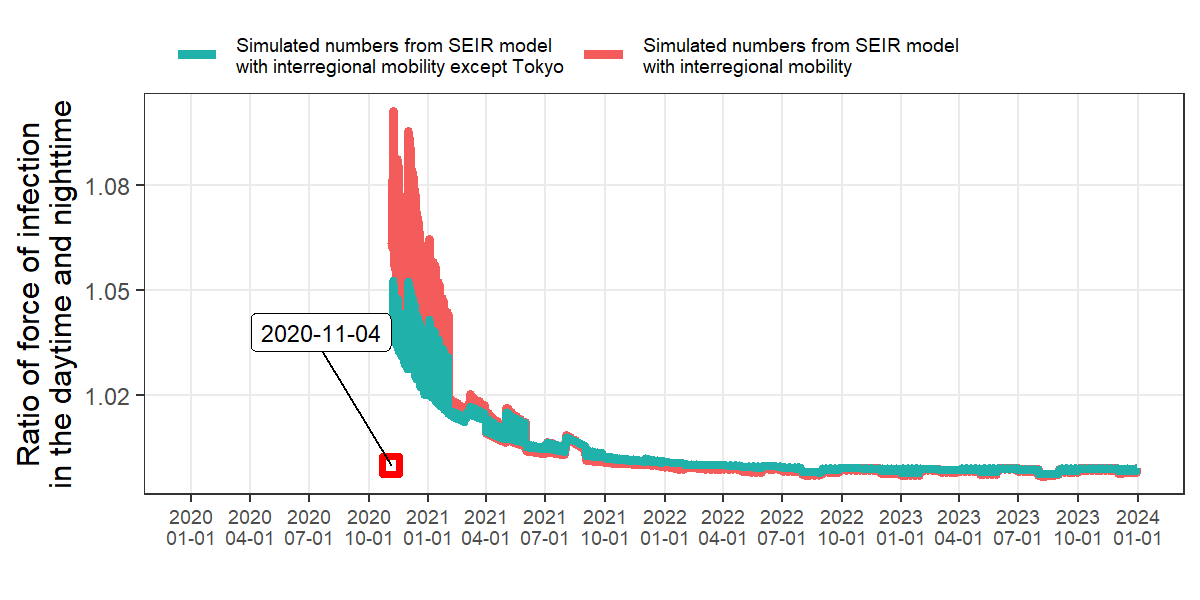 Simulated numbers from SEIR model
with interregional mobility except Tokyo
Simulated numbers from SEIR model
with interregional mobility
Ratio of force of infection
in the daytime and nighttime
1.08
1.05
1.02
2020-11-04
2020 2020 2020 2020 2021 2021 2021 2021 2022 2022 2022 2022 2023 2023 2023 2023 2024
01-01 04-01 07-01 10-01 01-01 04-01 07-01 10-01 01-01 04-01 07-01 10-01 01-01 04-01 07-01 10-01 01-01